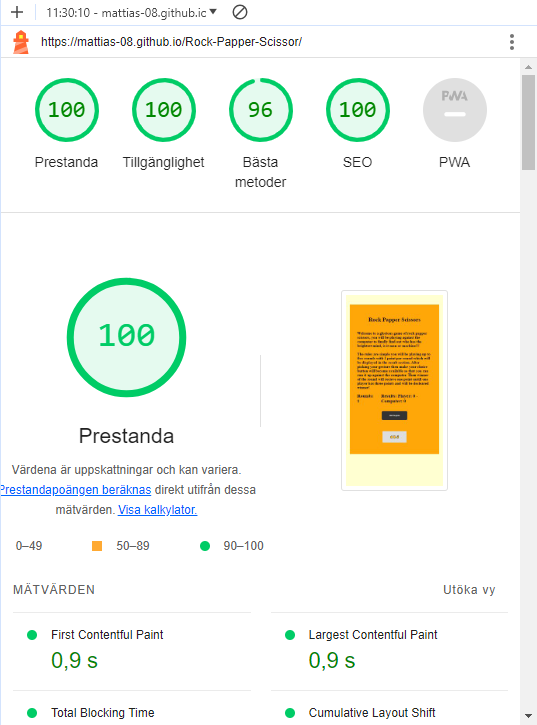 11:30:10 - mattias-08.github.ic
https://mattias-08.github.io/Rock-Papper-Scissor/
100
100
96
100
PWA
Prestanda
Tillgänglighet
Bästa
metoder
SEO
PWA
100
Rock Papper Scissors
Prestanda
Värdena är uppskattningar och kan variera.
Prestandapoängen beräknas direkt utifrån dessa
mätvärden. Visa kalkylator.
0–49
50–89
90–100
MÄTVÄRDEN
Utöka vy
First Contentful Paint
Largest Contentful Paint
0,9 s
0,9 s
Total Blocking Time
Cumulative Layout Shift